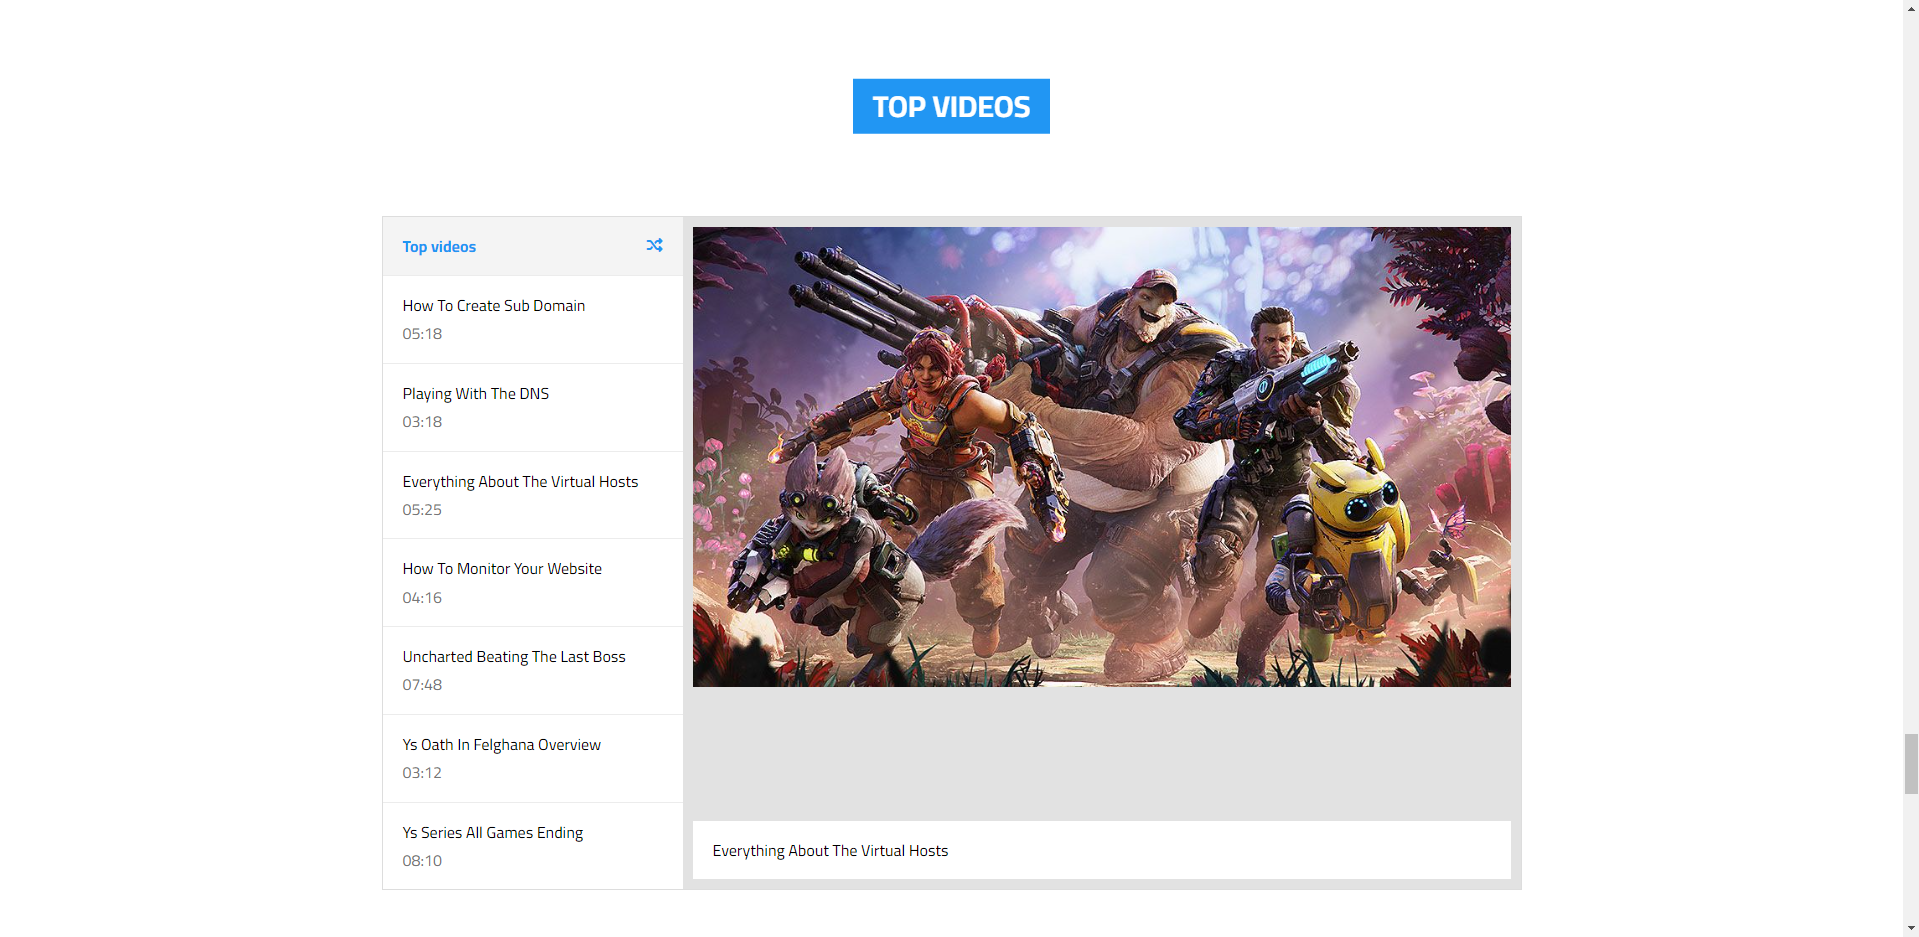 TOP VIDEOS
Top videos
How To Create Sub Domain
05:18
Playing With The DNS
03:18
Everything About The Virtual Hosts
05:25
How To Monitor Your Website
04:16
Uncharted Beating The Last Boss
07:48
Ys Oath In Felghana Overview
03:12
Ys Series All Games Ending
08:10
Everything About The Virtual Hosts